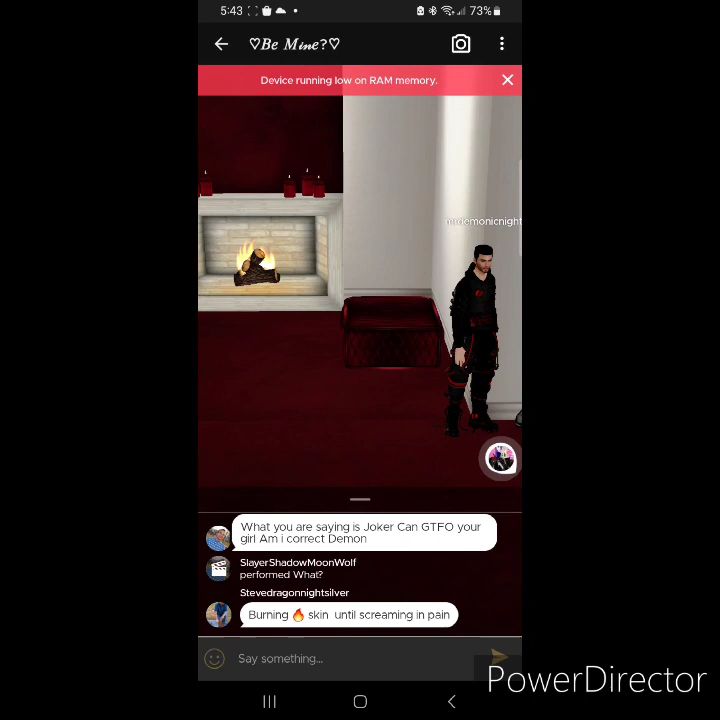 5:43
73%
♡Be Mine?♡
Device running low on RAM memory.
demonicnight
What you are saying is Joker Can GTFO your
girl Am i correct Demon
SlayerShadowMoonWolf
performed What?
Stevedragonnightsilver
Burning 🔥 skin until screaming in pain
Say something...
PowerDirector